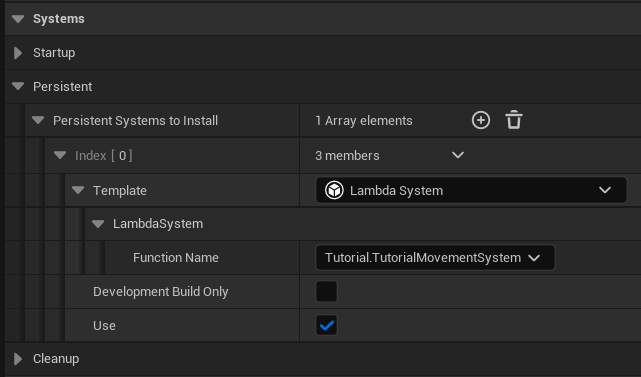 Systems
Startup
Persistent
Persistent Systems to Install 1 Array elements
Index [ 0 ] 3 members
Template Lambda System
LambdaSystem
Function Name Tutorial.TutorialMovementSystem
Development Build Only
Use
Cleanup